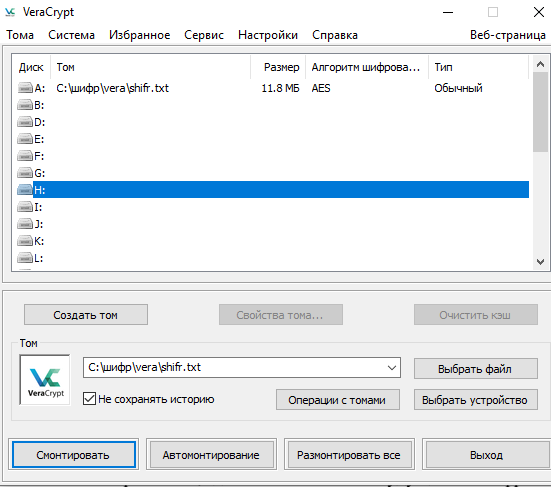 VeraCrypt
Тома Система Избранное Сервис Настройки Справка Веб-страница
Диск Том Размер Алгоритм шифрова... Тип
A: C:\шифр\vera\shifr.txt 11.8 МБ AES Обычный
B:
D:
E:
F:
G:
H:
I:
J:
K:
L:
Создать том Свойства тома... Очистить кэш
Том
VeraCrypt
C:\шифр\vera\shifr.txt Выбрать файл
Не сохранять историю Операции с томами Выбрать устройство
Смонтировать Автомонтирование Размонтировать все Выход